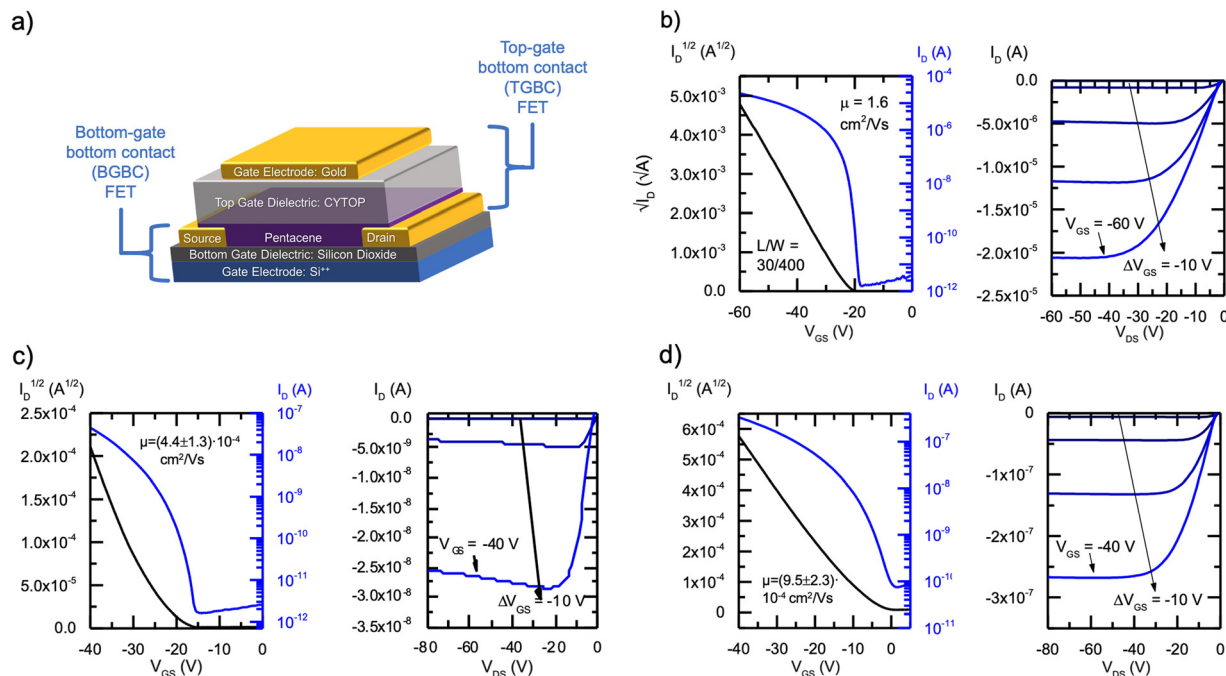 a)
Top-gate
bottom contact
(TGBC)
FET
Bottom-gate
bottom contact
(BGBC)
FET
Gate Electrode: Gold
Top Gate Dielectric: CYTOP
Source Pentacene Drain
Bottom Gate Dielectric: Silicon Dioxide
Gate Electrode: Si⁺⁺
b)
I_D^1/2 (A^1/2) I_D (A)
5.0x10⁻³
4.0x10⁻³
3.0x10⁻³
2.0x10⁻³
1.0x10⁻³
0.0
√I_D (√A)
μ = 1.6
cm²/Vs
L/W =
30/400
10⁻⁴
10⁻⁶
10⁻⁸
10⁻¹⁰
10⁻¹²
-60 -40 -20 0
V_GS (V)
I_D (A)
0.0
-5.0x10⁻⁶
-1.0x10⁻⁵
-1.5x10⁻⁵
-2.0x10⁻⁵
-2.5x10⁻⁵
V_GS = -60 V
ΔV_GS = -10 V
-60 -50 -40 -30 -20 -10 0
V_DS (V)
c)
I_D^1/2 (A^1/2) I_D (A)
2.5x10⁻⁴
2.0x10⁻⁴
1.5x10⁻⁴
1.0x10⁻⁴
5.0x10⁻⁵
0.0
μ=(4.4±1.3)·10⁻⁴
cm²/Vs
10⁻⁷
10⁻⁸
10⁻⁹
10⁻¹⁰
10⁻¹¹
10⁻¹²
-40 -30 -20 -10 0
V_GS (V)
I_D (A)
0.0
-5.0x10⁻⁹
-1.0x10⁻⁸
-1.5x10⁻⁸
-2.0x10⁻⁸
-2.5x10⁻⁸
-3.0x10⁻⁸
-3.5x10⁻⁸
V_GS = -40 V
ΔV_GS = -10 V
-80 -70 -60 -50 -40 -30 -20 -10 0
V_DS (V)
d)
I_D^1/2 (A^1/2) I_D (A)
6x10⁻⁴
5x10⁻⁴
4x10⁻⁴
3x10⁻⁴
2x10⁻⁴
1x10⁻⁴
0
μ=(9.5±2.3)·
10⁻⁴ cm²/Vs
10⁻⁶
10⁻⁷
10⁻⁸
10⁻⁹
10⁻¹⁰
10⁻¹¹
-40 -30 -20 -10 0
V_GS (V)
I_D (A)
0
-1x10⁻⁷
-2x10⁻⁷
-3x10⁻⁷
V_GS = -40 V
ΔV_GS = -10 V
-80 -60 -40 -20 0
V_DS (V)